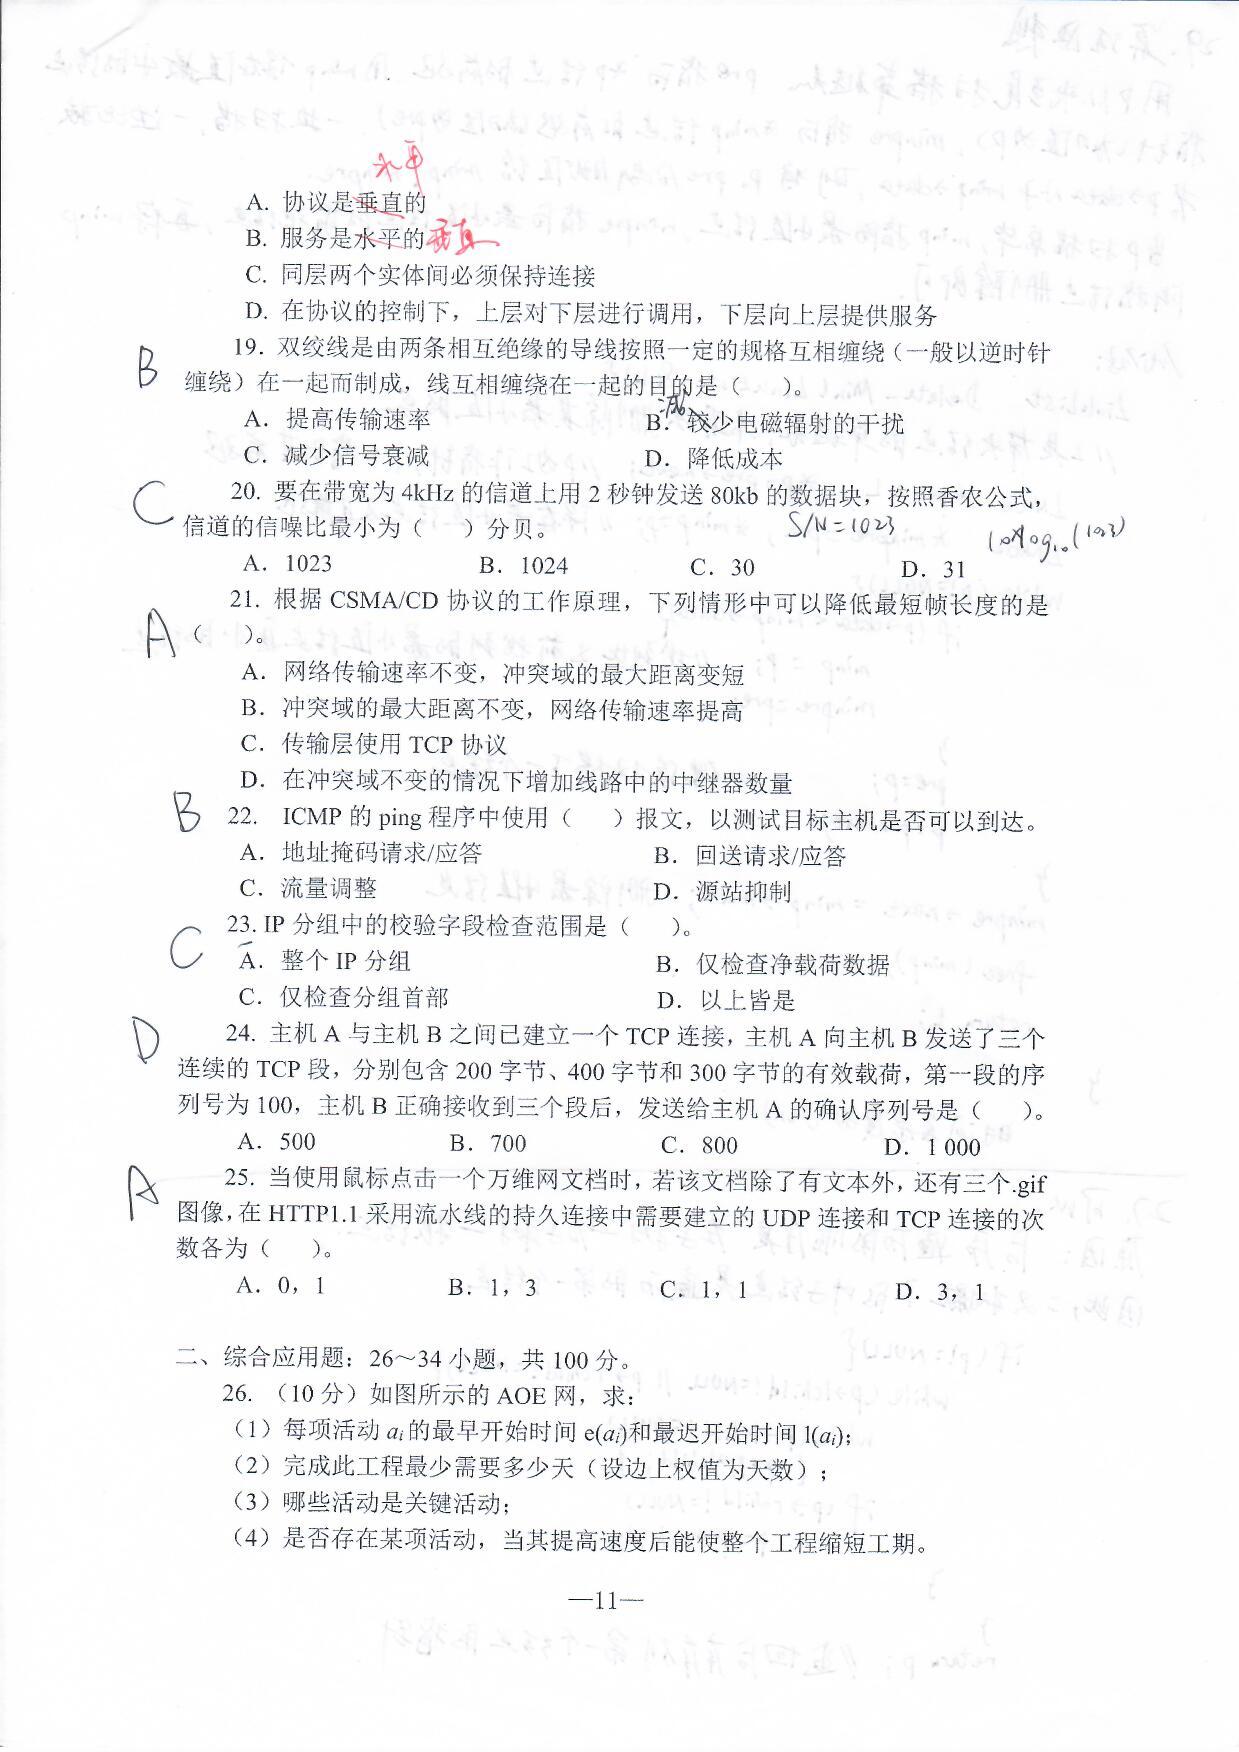 水平
A. 协议是垂直的
B. 服务是水平的 垂直
C. 同层两个实体间必须保持连接
D. 在协议的控制下，上层对下层进行调用，下层向上层提供服务
B 19. 双绞线是由两条相互绝缘的导线按照一定的规格互相缠绕（一般以逆时针
缠绕）在一起而制成，线互相缠绕在一起的目的是（ ）。
A. 提高传输速率 B. 较少电磁辐射的干扰
减
C. 减少信号衰减 D. 降低成本
C 20. 要在带宽为 4kHz 的信道上用 2 秒钟发送 80kb 的数据块，按照香农公式，
信道的信噪比最小为（ ）分贝。 S/N=1023
A. 1023 B. 1024 C. 30 D. 31
21. 根据 CSMA/CD 协议的工作原理，下列情形中可以降低最短帧长度的是
A （ ）。
A. 网络传输速率不变，冲突域的最大距离变短
B. 冲突域的最大距离不变，网络传输速率提高
C. 传输层使用 TCP 协议
D. 在冲突域不变的情况下增加线路中的中继器数量
B 22. ICMP 的 ping 程序中使用（ ）报文，以测试目标主机是否可以到达。
A. 地址掩码请求/应答 B. 回送请求/应答
C. 流量调整 D. 源站抑制
C 23. IP 分组中的校验字段检查范围是（ ）。
A. 整个 IP 分组 B. 仅检查净载荷数据
C. 仅检查分组首部 D. 以上皆是
D 24. 主机 A 与主机 B 之间已建立一个 TCP 连接，主机 A 向主机 B 发送了三个
连续的 TCP 段，分别包含 200 字节、400 字节和 300 字节的有效载荷，第一段的序
列号为 100，主机 B 正确接收到三个段后，发送给主机 A 的确认序列号是（ ）。
A. 500 B. 700 C. 800 D. 1 000
A 25. 当使用鼠标点击一个万维网文档时，若该文档除了有文本外，还有三个.gif
图像，在 HTTP1.1 采用流水线的持久连接中需要建立的 UDP 连接和 TCP 连接的次
数各为（ ）。
A. 0，1 B. 1，3 C. 1，1 D. 3，1
二、综合应用题：26～34 小题，共 100 分。
26. （10 分）如图所示的 AOE 网，求：
（1）每项活动 ai 的最早开始时间 e(ai)和最迟开始时间 l(ai);
（2）完成此工程最少需要多少天（设边上权值为天数）;
（3）哪些活动是关键活动;
（4）是否存在某项活动，当其提高速度后能使整个工程缩短工期。
—11—